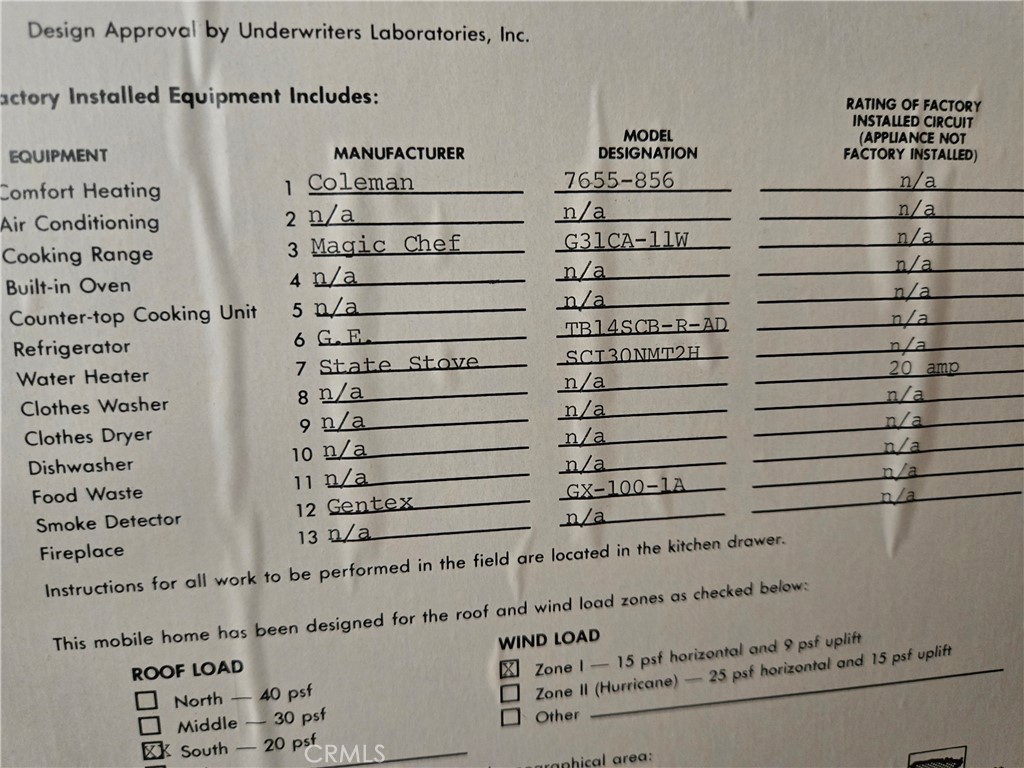 Design Approval by Underwriters Laboratories, Inc.
actory Installed Equipment Includes:
EQUIPMENT MANUFACTURER MODEL DESIGNATION RATING OF FACTORY INSTALLED CIRCUIT (APPLIANCE NOT FACTORY INSTALLED)
Comfort Heating 1 Coleman 7655-856 n/a
Air Conditioning 2 n/a n/a n/a
Cooking Range 3 Magic Chef G31CA-11W n/a
Built-in Oven 4 n/a n/a n/a
Counter-top Cooking Unit 5 n/a n/a n/a
Refrigerator 6 G.E. TB14SCB-R-AD n/a
Water Heater 7 State Stove SCT30NMT2H n/a
Clothes Washer 8 n/a n/a 20 amp
Clothes Dryer 9 n/a n/a n/a
Dishwasher 10 n/a n/a n/a
Food Waste 11 n/a n/a n/a
Smoke Detector 12 Gentex GX-100-1A n/a
Fireplace 13 n/a n/a n/a
Instructions for all work to be performed in the field are located in the kitchen drawer.
This mobile home has been designed for the roof and wind load zones as checked below:
ROOF LOAD WIND LOAD
North — 40 psf X Zone I — 15 psf horizontal and 9 psf uplift
Middle — 30 psf Zone II (Hurricane) — 25 psf horizontal and 15 psf uplift
XX South — 20 psf Other
CRMLS
ographical area: